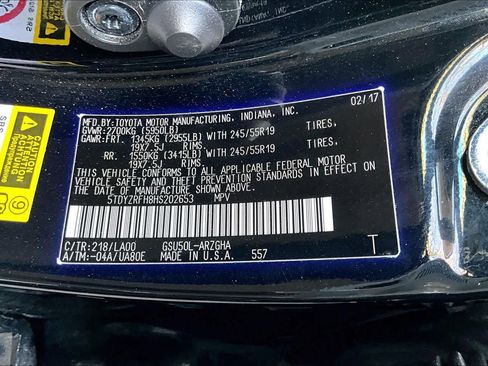 MFD.BY:TOYOTA MOTOR MANUFACTURING, INDIANA, INC. 02/17
GVWR:2700KG (5950LB)
GAWR:FRT. 1345KG (2955LB) WITH 245/55R19 TIRES,
19X7.5J RIMS.
RR. 1550KG (3415LB) WITH 245/55R19 TIRES,
19X7.5J RIMS.
THIS VEHICLE CONFORMS TO ALL APPLICABLE FEDERAL MOTOR
VEHICLE SAFETY, BUMPER, AND THEFT PREVENTION STANDARDS IN
EFFECT ON THE DATE OF MANUFACTURE SHOWN ABOVE.
5TDYZRFH8HS202653 MPV
C/TR:218/LA00 GSU50L-ARZGHA T
A/TM:-04A/UA80E MADE IN U.S.A. 557
CAUTION
SRS